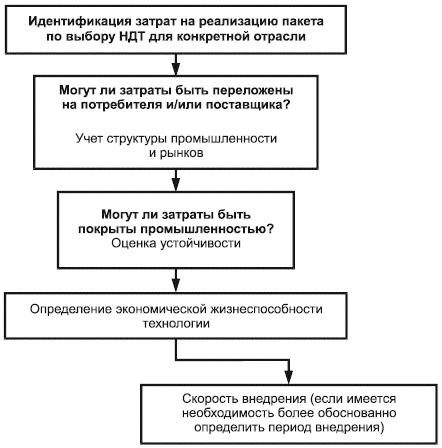 Идентификация затрат на реализацию пакета
по выбору НДТ для конкретной отрасли
Могут ли затраты быть переложены
на потребителя и/или поставщика?
Учет структуры промышленности
и рынков
Могут ли затраты быть
покрыты промышленностью?
Оценка устойчивости
Определение экономической жизнеспособности
технологии
Скорость внедрения (если имеется
необходимость более обоснованно
определить период внедрения)